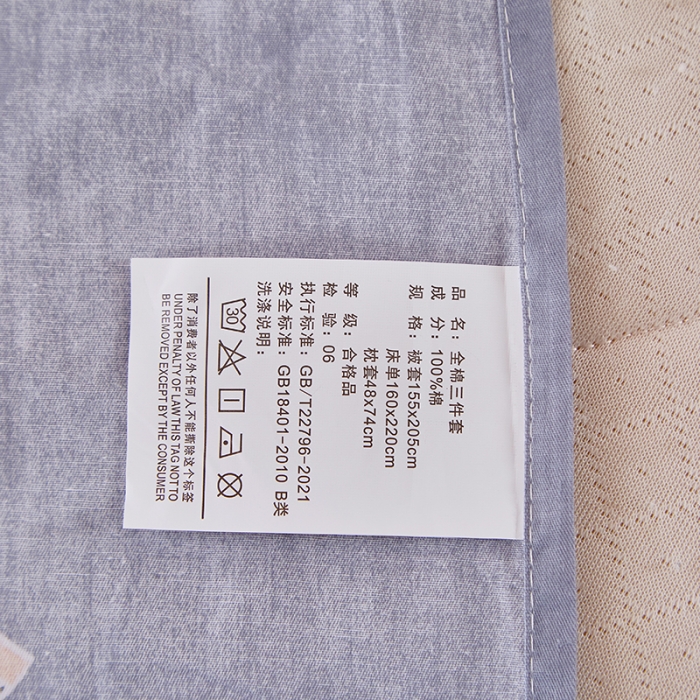 品 名：全棉三件套
成 分：100%棉
规 格：被套155x205cm
床单160x220cm
枕套48x74cm
等 级：合格品
检 验：06
执行标准：GB/T22796-2021
安全标准：GB18401-2010 B类
洗涤说明：
30
除了消费者以外任何人不能撕除这个标签
UNDER PENALTY OF LAW THIS TAG NOT TO
BE REMOVED EXCEPT BY THE CONSUMER